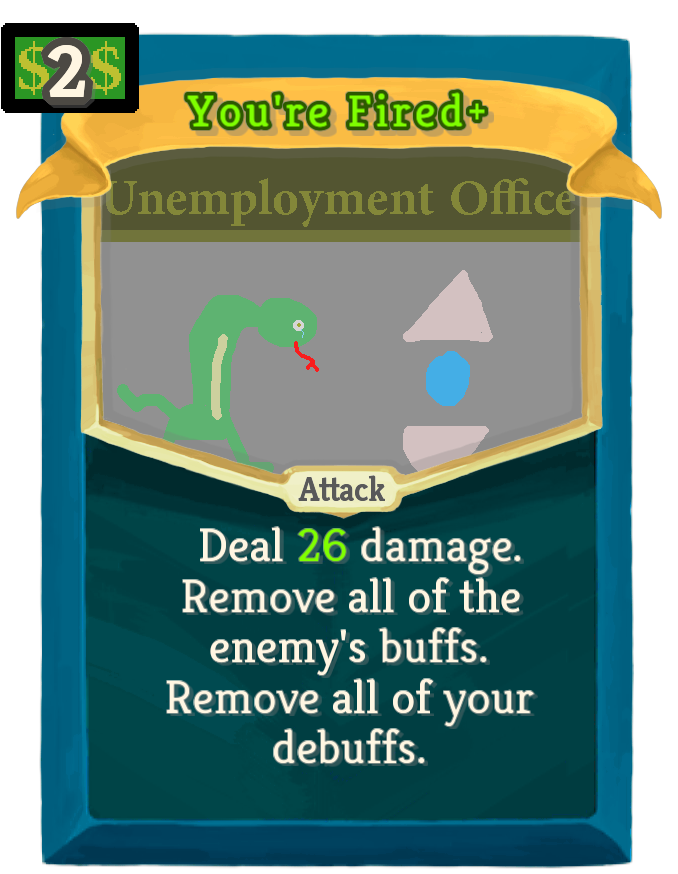 $2$
You're Fired+
Unemployment Office
Attack
Deal 26 damage.
Remove all of the
enemy's buffs.
Remove all of your
debuffs.